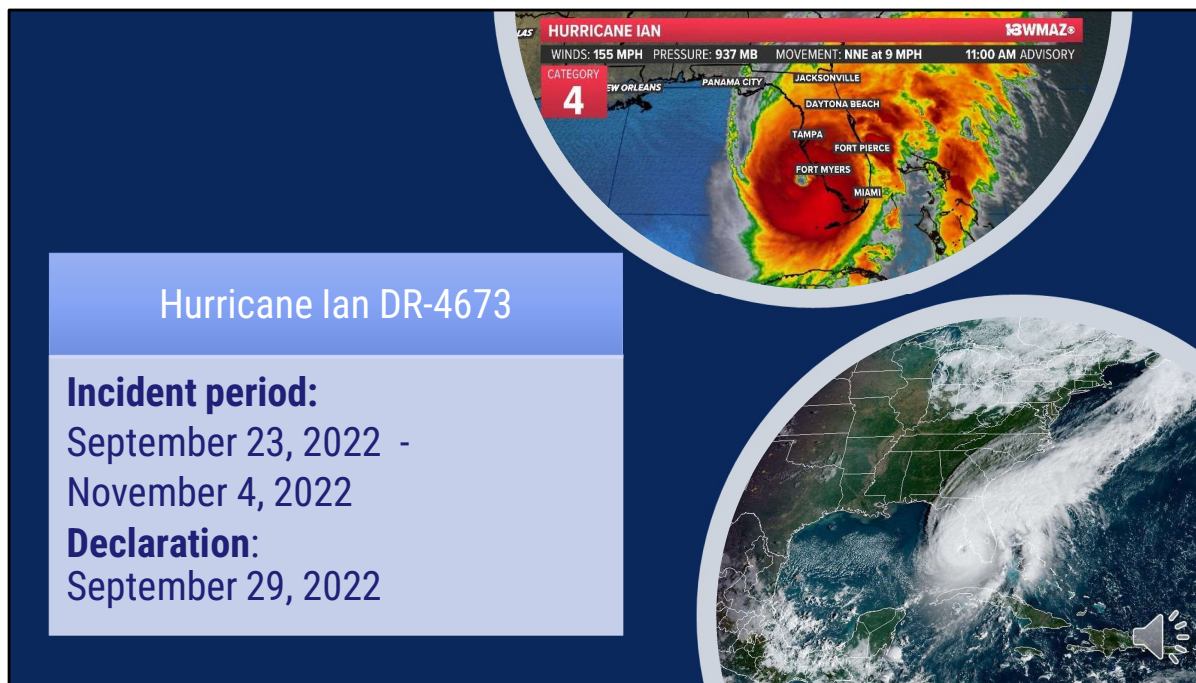 LAS
HURRICANE IAN
13WMAZ
WINDS: 155 MPH PRESSURE: 937 MB MOVEMENT: NNE at 9 MPH 11:00 AM ADVISORY
CATEGORY
4
EW ORLEANS
PANAMA CITY
JACKSONVILLE
DAYTONA BEACH
TAMPA
FORT PIERCE
FORT MYERS
MIAMI
Hurricane Ian DR-4673
Incident period:
September 23, 2022 -
November 4, 2022
Declaration:
September 29, 2022